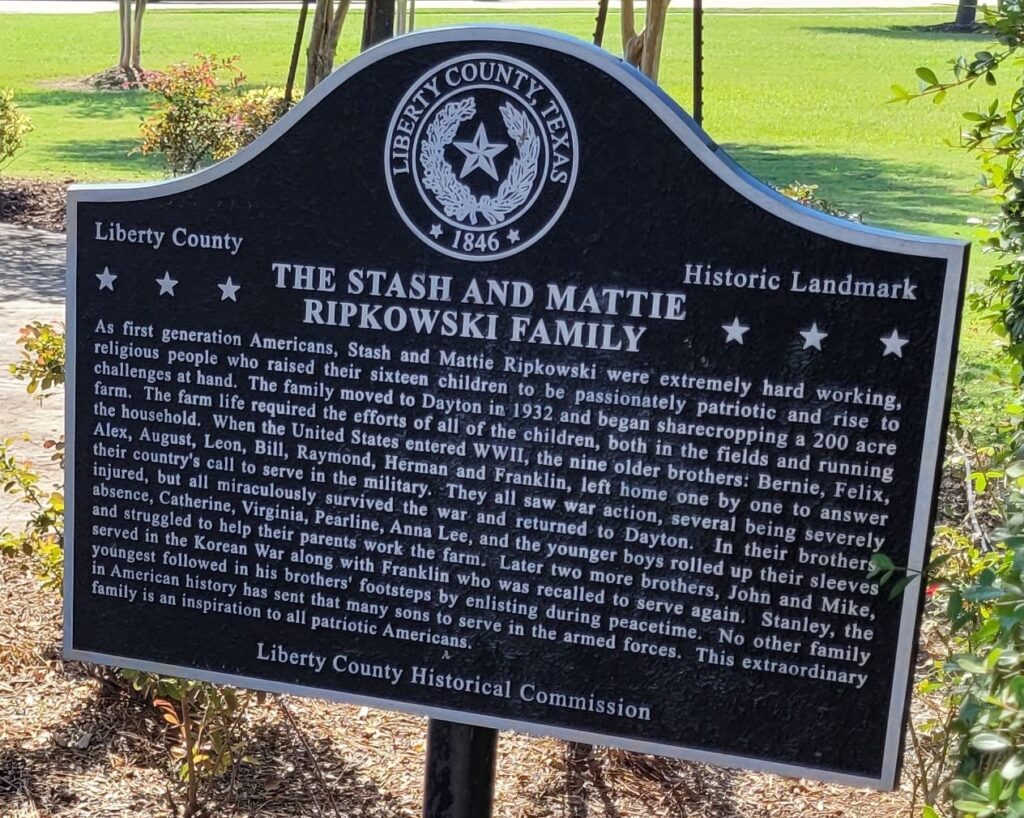 LIBERTY COUNTY, TEXAS
1846
Liberty County
Historic Landmark
THE STASH AND MATTIE
RIPKOWSKI FAMILY
As first generation Americans, Stash and Mattie Ripkowski were extremely hard working,
religious people who raised their sixteen children to be passionately patriotic and rise to
challenges at hand. The family moved to Dayton in 1932 and began sharecropping a 200 acre
farm. The farm life required the efforts of all of the children, both in the fields and running
the household. When the United States entered WWII, the nine older brothers: Bernie, Felix,
Alex, August, Leon, Bill, Raymond, Herman and Franklin, left home one by one to answer
their country's call to serve in the military. They all saw war action, several being severely
injured, but all miraculously survived the war and returned to Dayton. In their brothers
absence, Catherine, Virginia, Pearline, Anna Lee, and the younger boys rolled up their sleeves
and struggled to help their parents work the farm. Later two more brothers, John and Mike,
served in the Korean War along with Franklin who was recalled to serve again. Stanley, the
youngest followed in his brothers' footsteps by enlisting during peacetime. No other family
in American history has sent that many sons to serve in the armed forces. This extraordinary
family is an inspiration to all patriotic Americans.
Liberty County Historical Commission